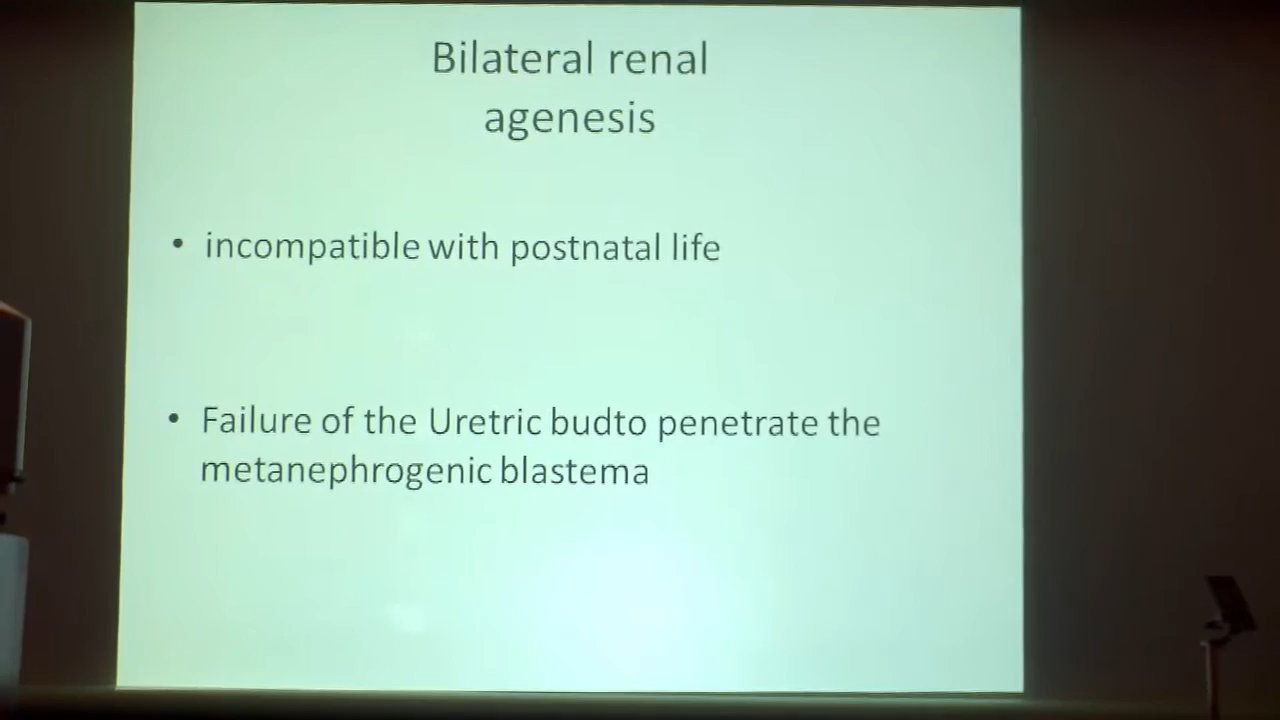 Bilateral renal
agenesis
• incompatible with postnatal life
• Failure of the Uretric budto penetrate the
metanephrogenic blastema